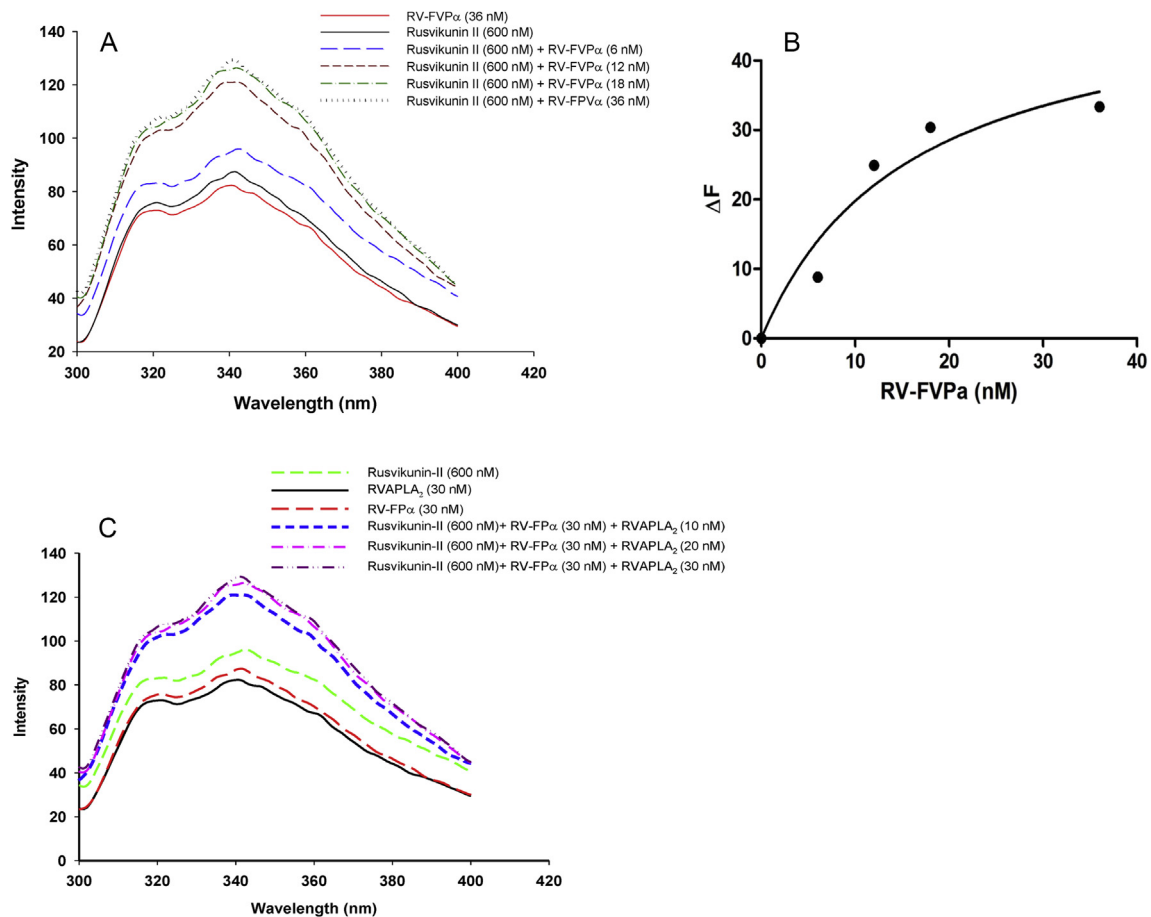 A
RV-FVPα (36 nM)
Rusvikunin II (600 nM)
Rusvikunin II (600 nM) + RV-FVPα (6 nM)
Rusvikunin II (600 nM) + RV-FVPα (12 nM)
Rusvikunin II (600 nM) + RV-FVPα (18 nM)
Rusvikunin II (600 nM) + RV-FPVα (36 nM)
140
120
100
80
60
40
20
Intensity
300 320 340 360 380 400 420
Wavelength (nm)
B
40
30
20
10
0
ΔF
0 10 20 30 40
RV-FVPa (nM)
C
Rusvikunin-II (600 nM)
RVAPLA₂ (30 nM)
RV-FPα (30 nM)
Rusvikunin-II (600 nM)+ RV-FPα (30 nM) + RVAPLA₂ (10 nM)
Rusvikunin-II (600 nM)+ RV-FPα (30 nM) + RVAPLA₂ (20 nM)
Rusvikunin-II (600 nM)+ RV-FPα (30 nM) + RVAPLA₂ (30 nM)
140
120
100
80
60
40
20
0
Intensity
300 320 340 360 380 400 420
Wavelength (nm)